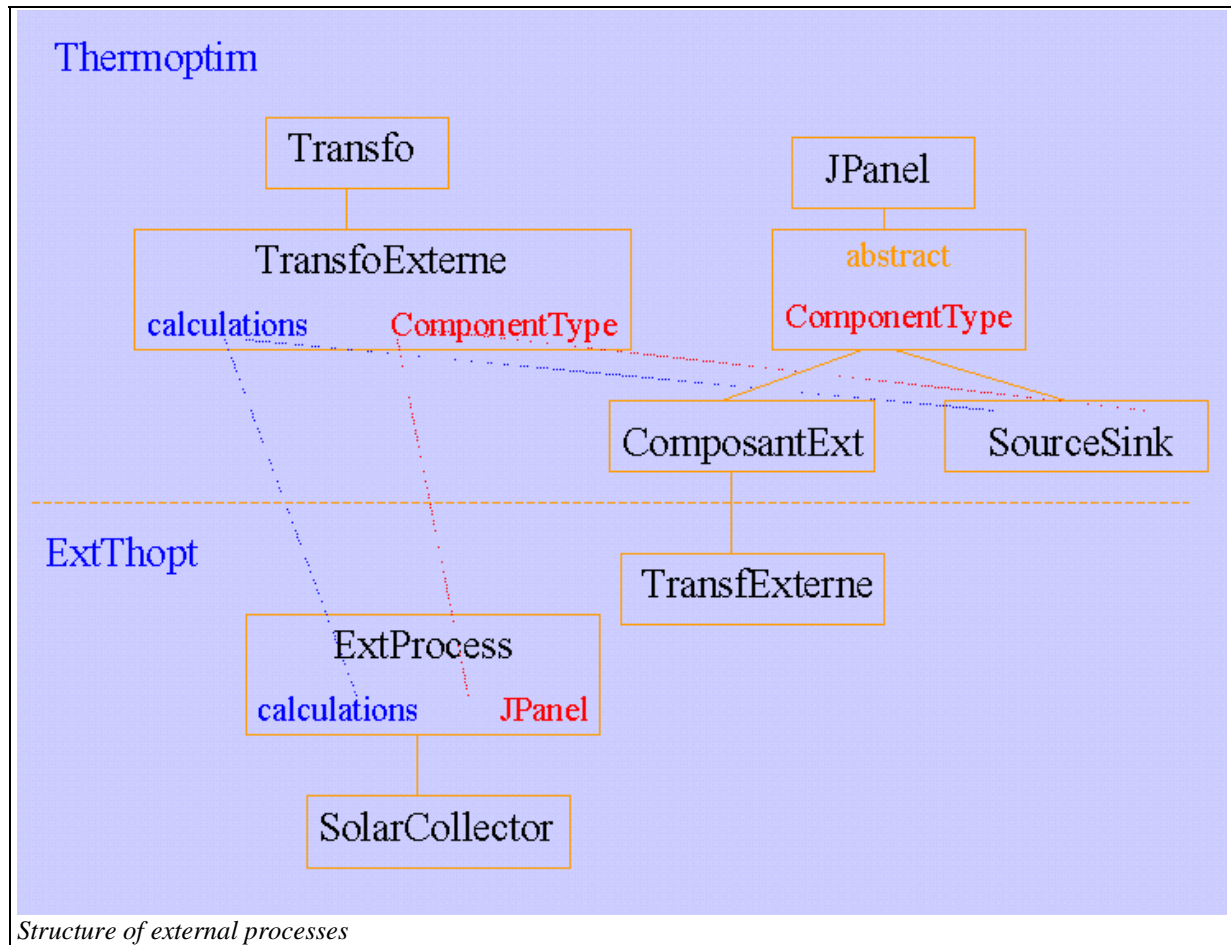 Thermoptim
Transfo
JPanel
TransfoExterne
calculations
ComponentType
abstract
ComponentType
ComposantExt
SourceSink
ExtThopt
TransfExterne
ExtProcess
calculations
JPanel
SolarCollector
Structure of external processes